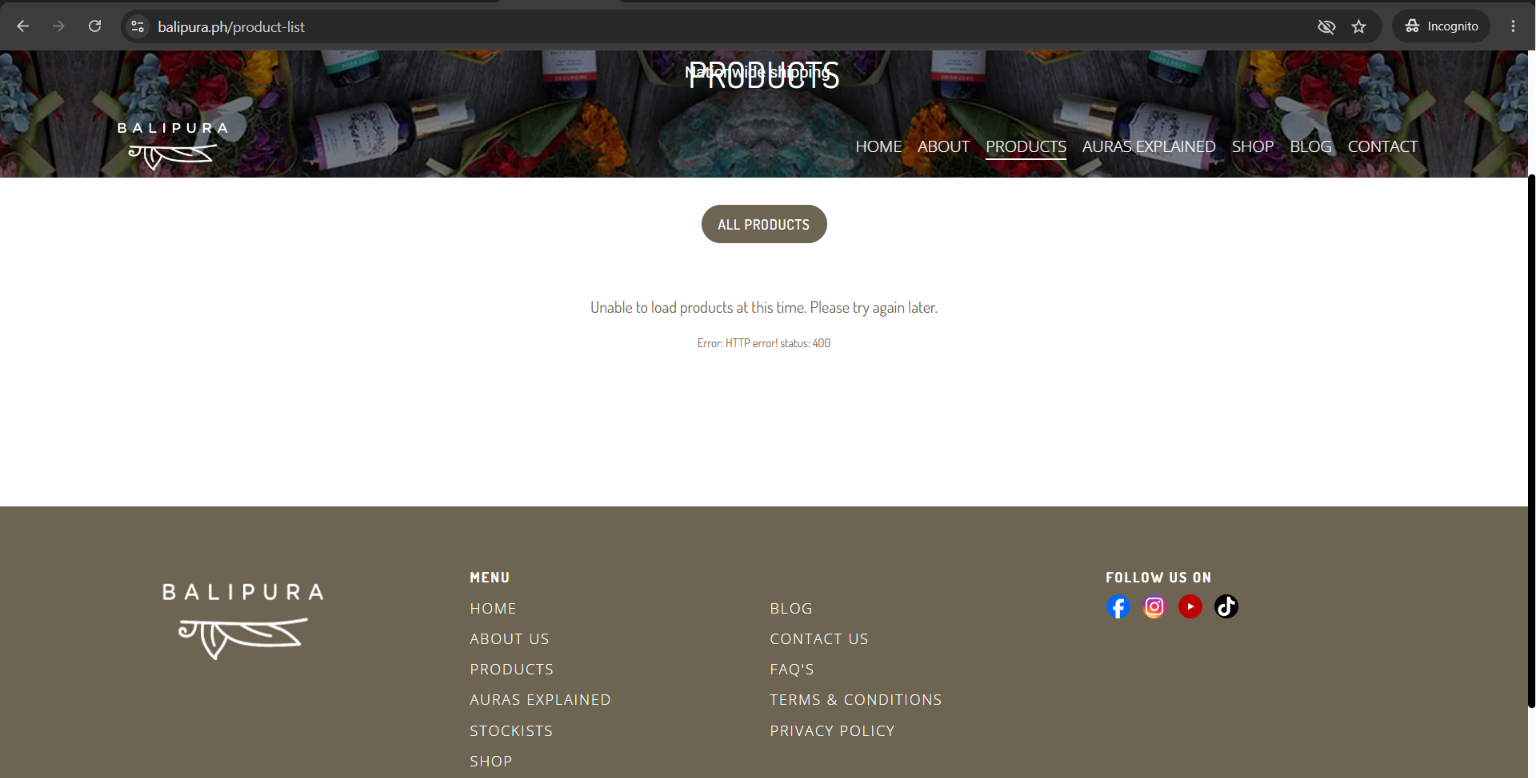 balipura.ph/product-list
Incognito
Nationwide shipping
PRODUCTS
BALIPURA
HOME ABOUT PRODUCTS AURAS EXPLAINED SHOP BLOG CONTACT
ALL PRODUCTS
Unable to load products at this time. Please try again later.
Error: HTTP error! status: 400
BALIPURA
MENU
HOME
ABOUT US
PRODUCTS
AURAS EXPLAINED
STOCKISTS
SHOP
BLOG
CONTACT US
FAQ'S
TERMS & CONDITIONS
PRIVACY POLICY
FOLLOW US ON